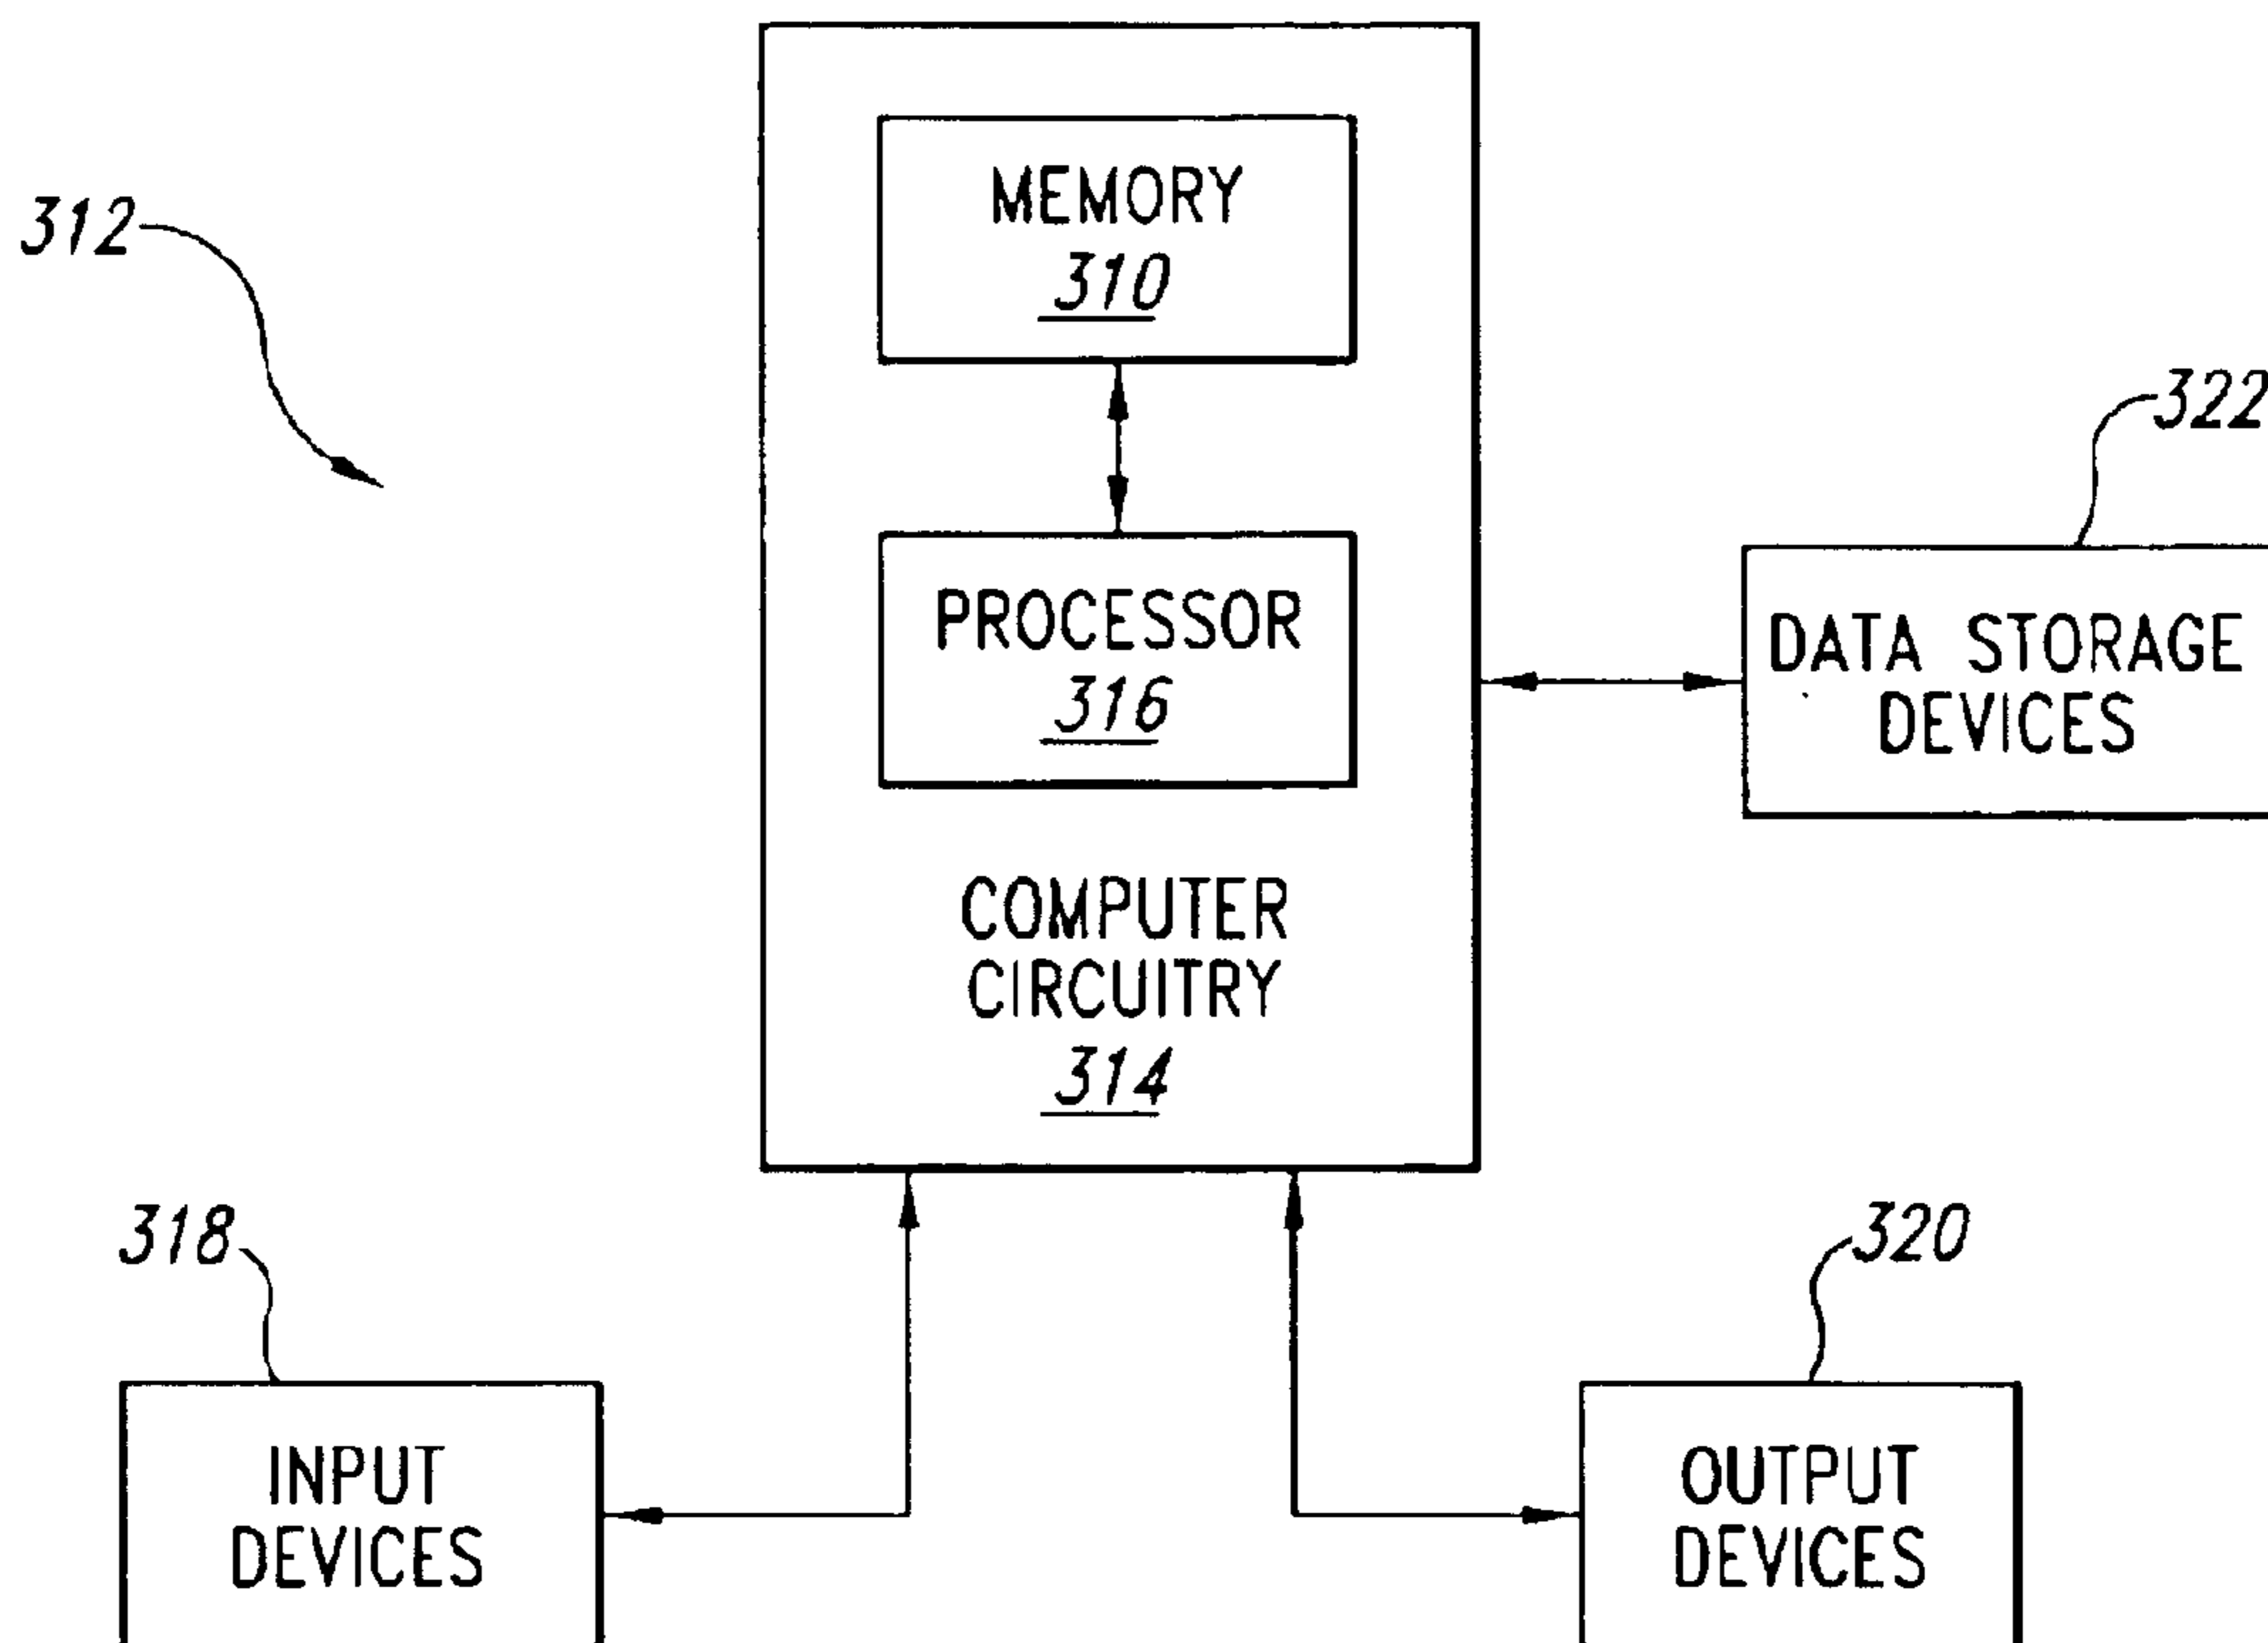 312
MEMORY
310
322
PROCESSOR
316
DATA STORAGE
DEVICES
COMPUTER
CIRCUITRY
314
318
320
INPUT
DEVICES
OUTPUT
DEVICES